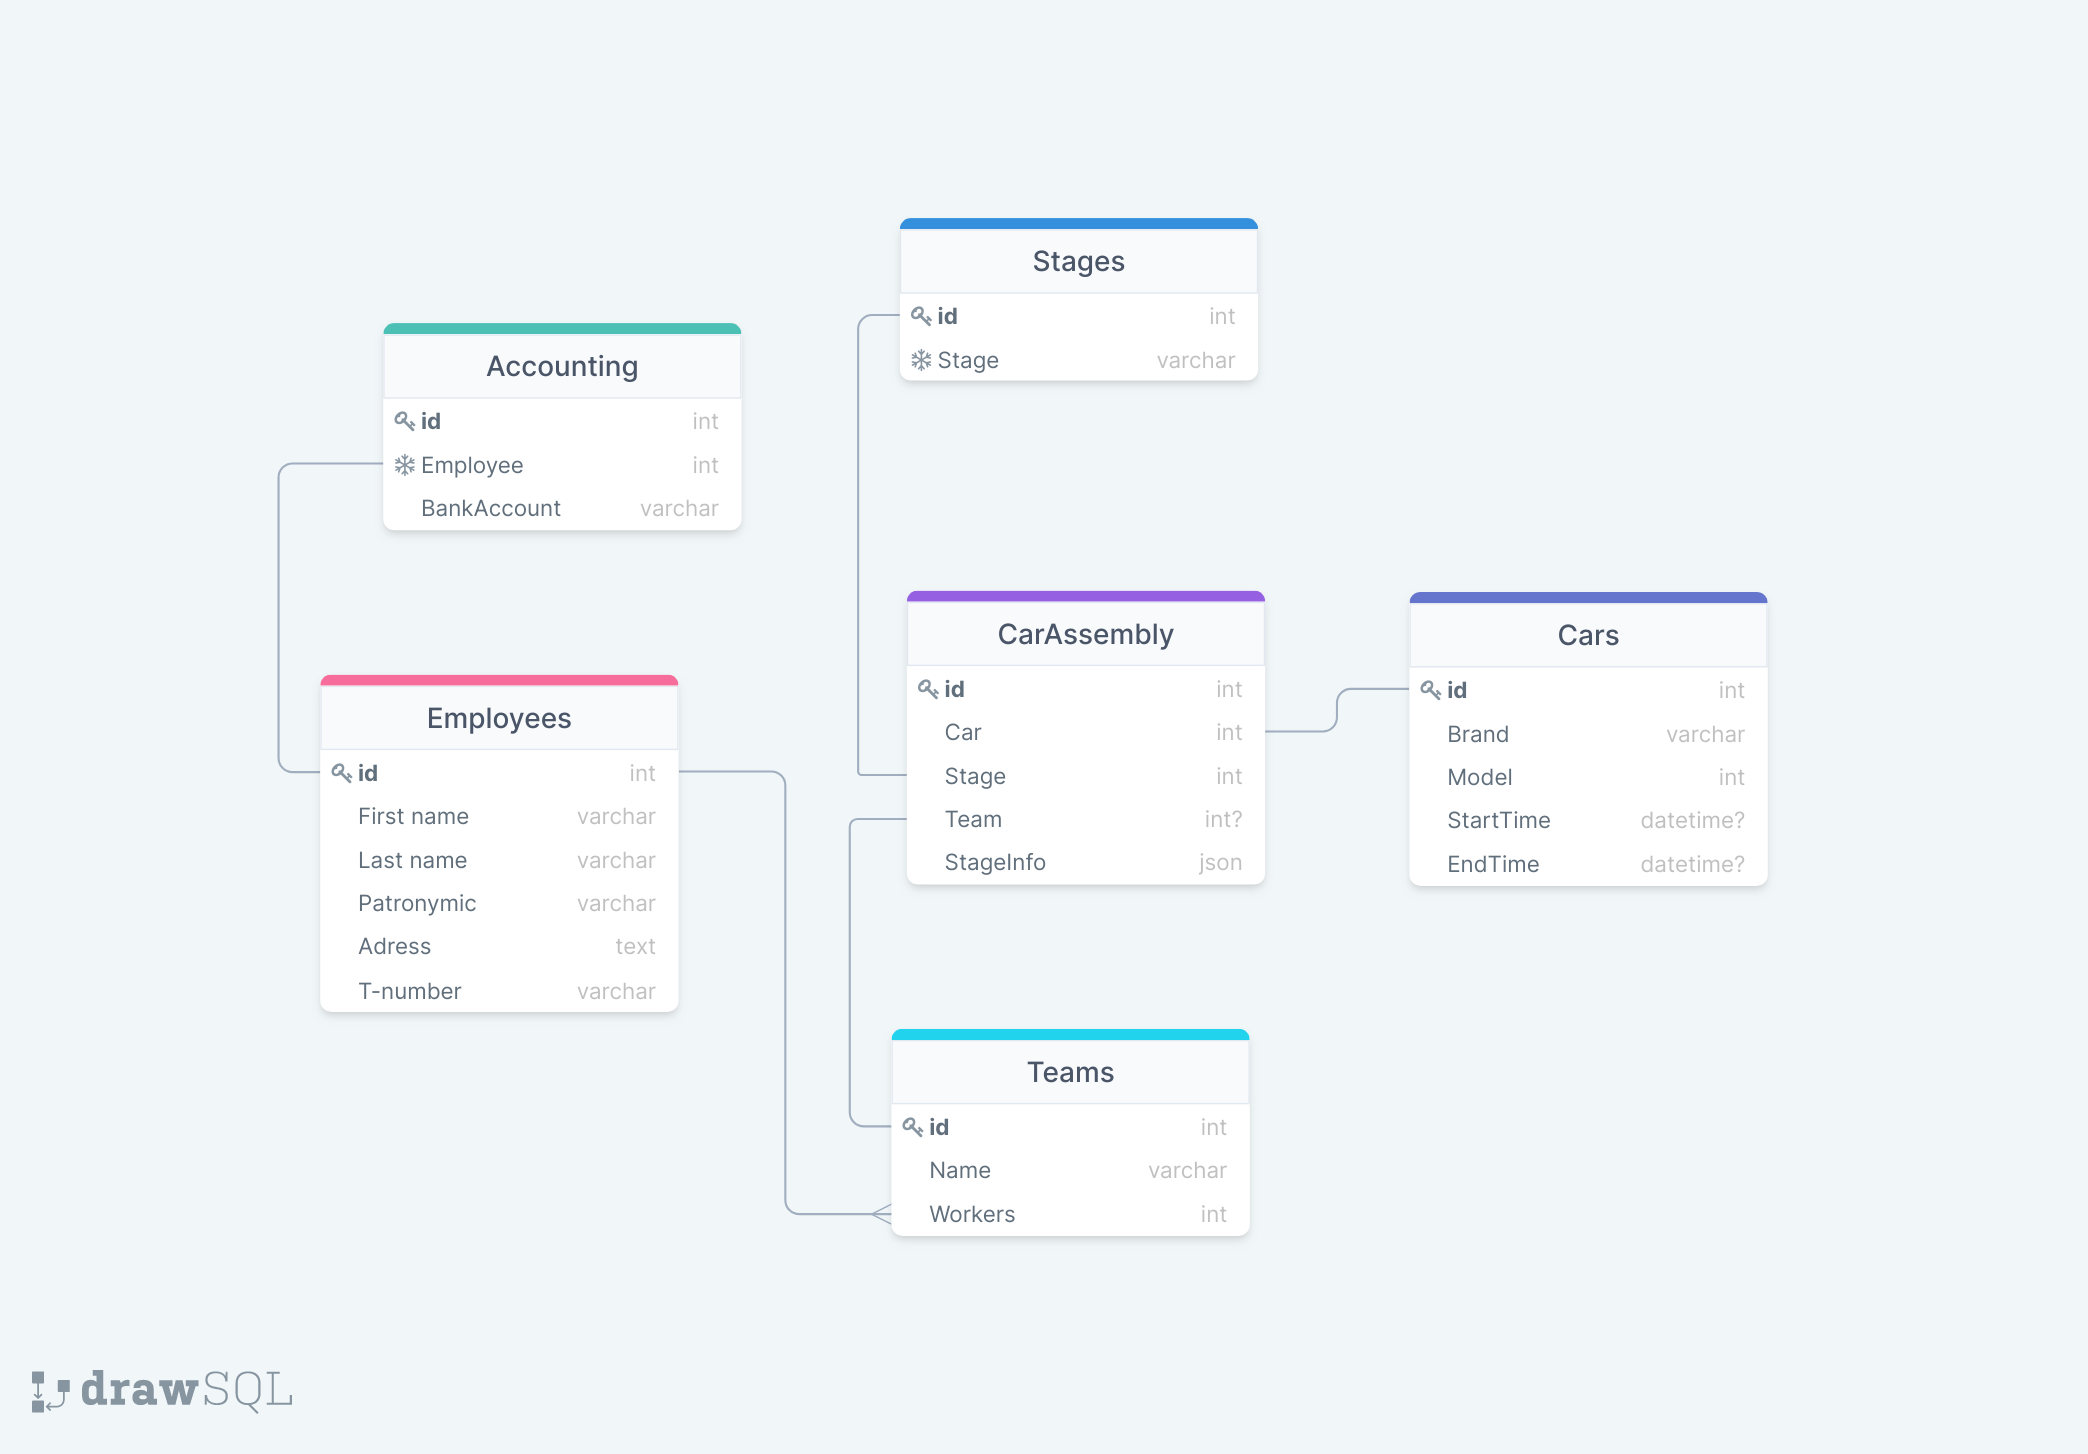 Stages
id int
Stage varchar
Accounting
id int
Employee int
BankAccount varchar
CarAssembly
id int
Car int
Stage int
Team int?
StageInfo json
Cars
id int
Brand varchar
Model int
StartTime datetime?
EndTime datetime?
Employees
id int
First name varchar
Last name varchar
Patronymic varchar
Adress text
T-number varchar
Teams
id int
Name varchar
Workers int
drawSQL